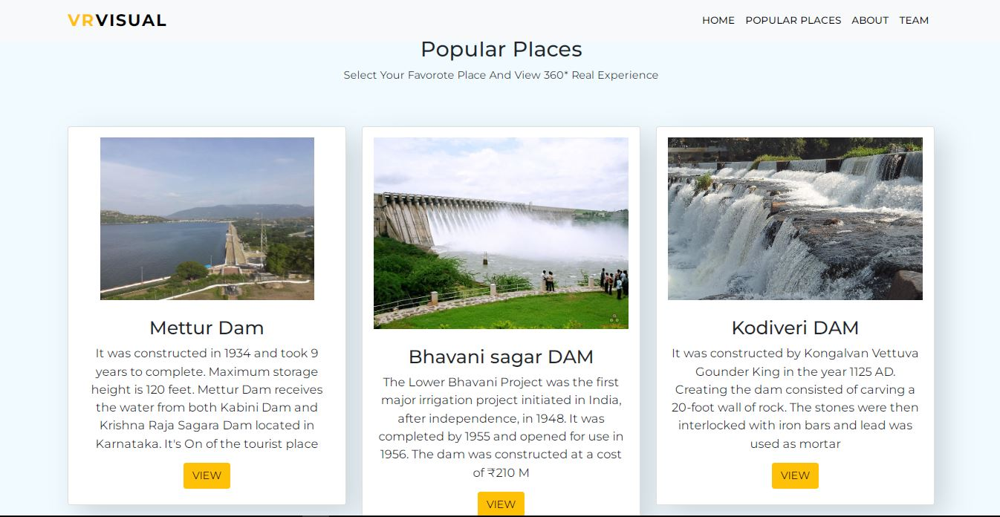 VRVISUAL
HOME POPULAR PLACES ABOUT TEAM
Popular Places
Select Your Favorote Place And View 360* Real Experience
Mettur Dam
It was constructed in 1934 and took 9
years to complete. Maximum storage
height is 120 feet. Mettur Dam receives
the water from both Kabini Dam and
Krishna Raja Sagara Dam located in
Karnataka. It's On of the tourist place
VIEW
Bhavani sagar DAM
The Lower Bhavani Project was the first
major irrigation project initiated in India,
after independence, in 1948. It was
completed by 1955 and opened for use in
1956. The dam was constructed at a cost
of ₹210 M
VIEW
Kodiveri DAM
It was constructed by Kongalvan Vettuva
Gounder King in the year 1125 AD.
Creating the dam consisted of carving a
20-foot wall of rock. The stones were then
interlocked with iron bars and lead was
used as mortar
VIEW